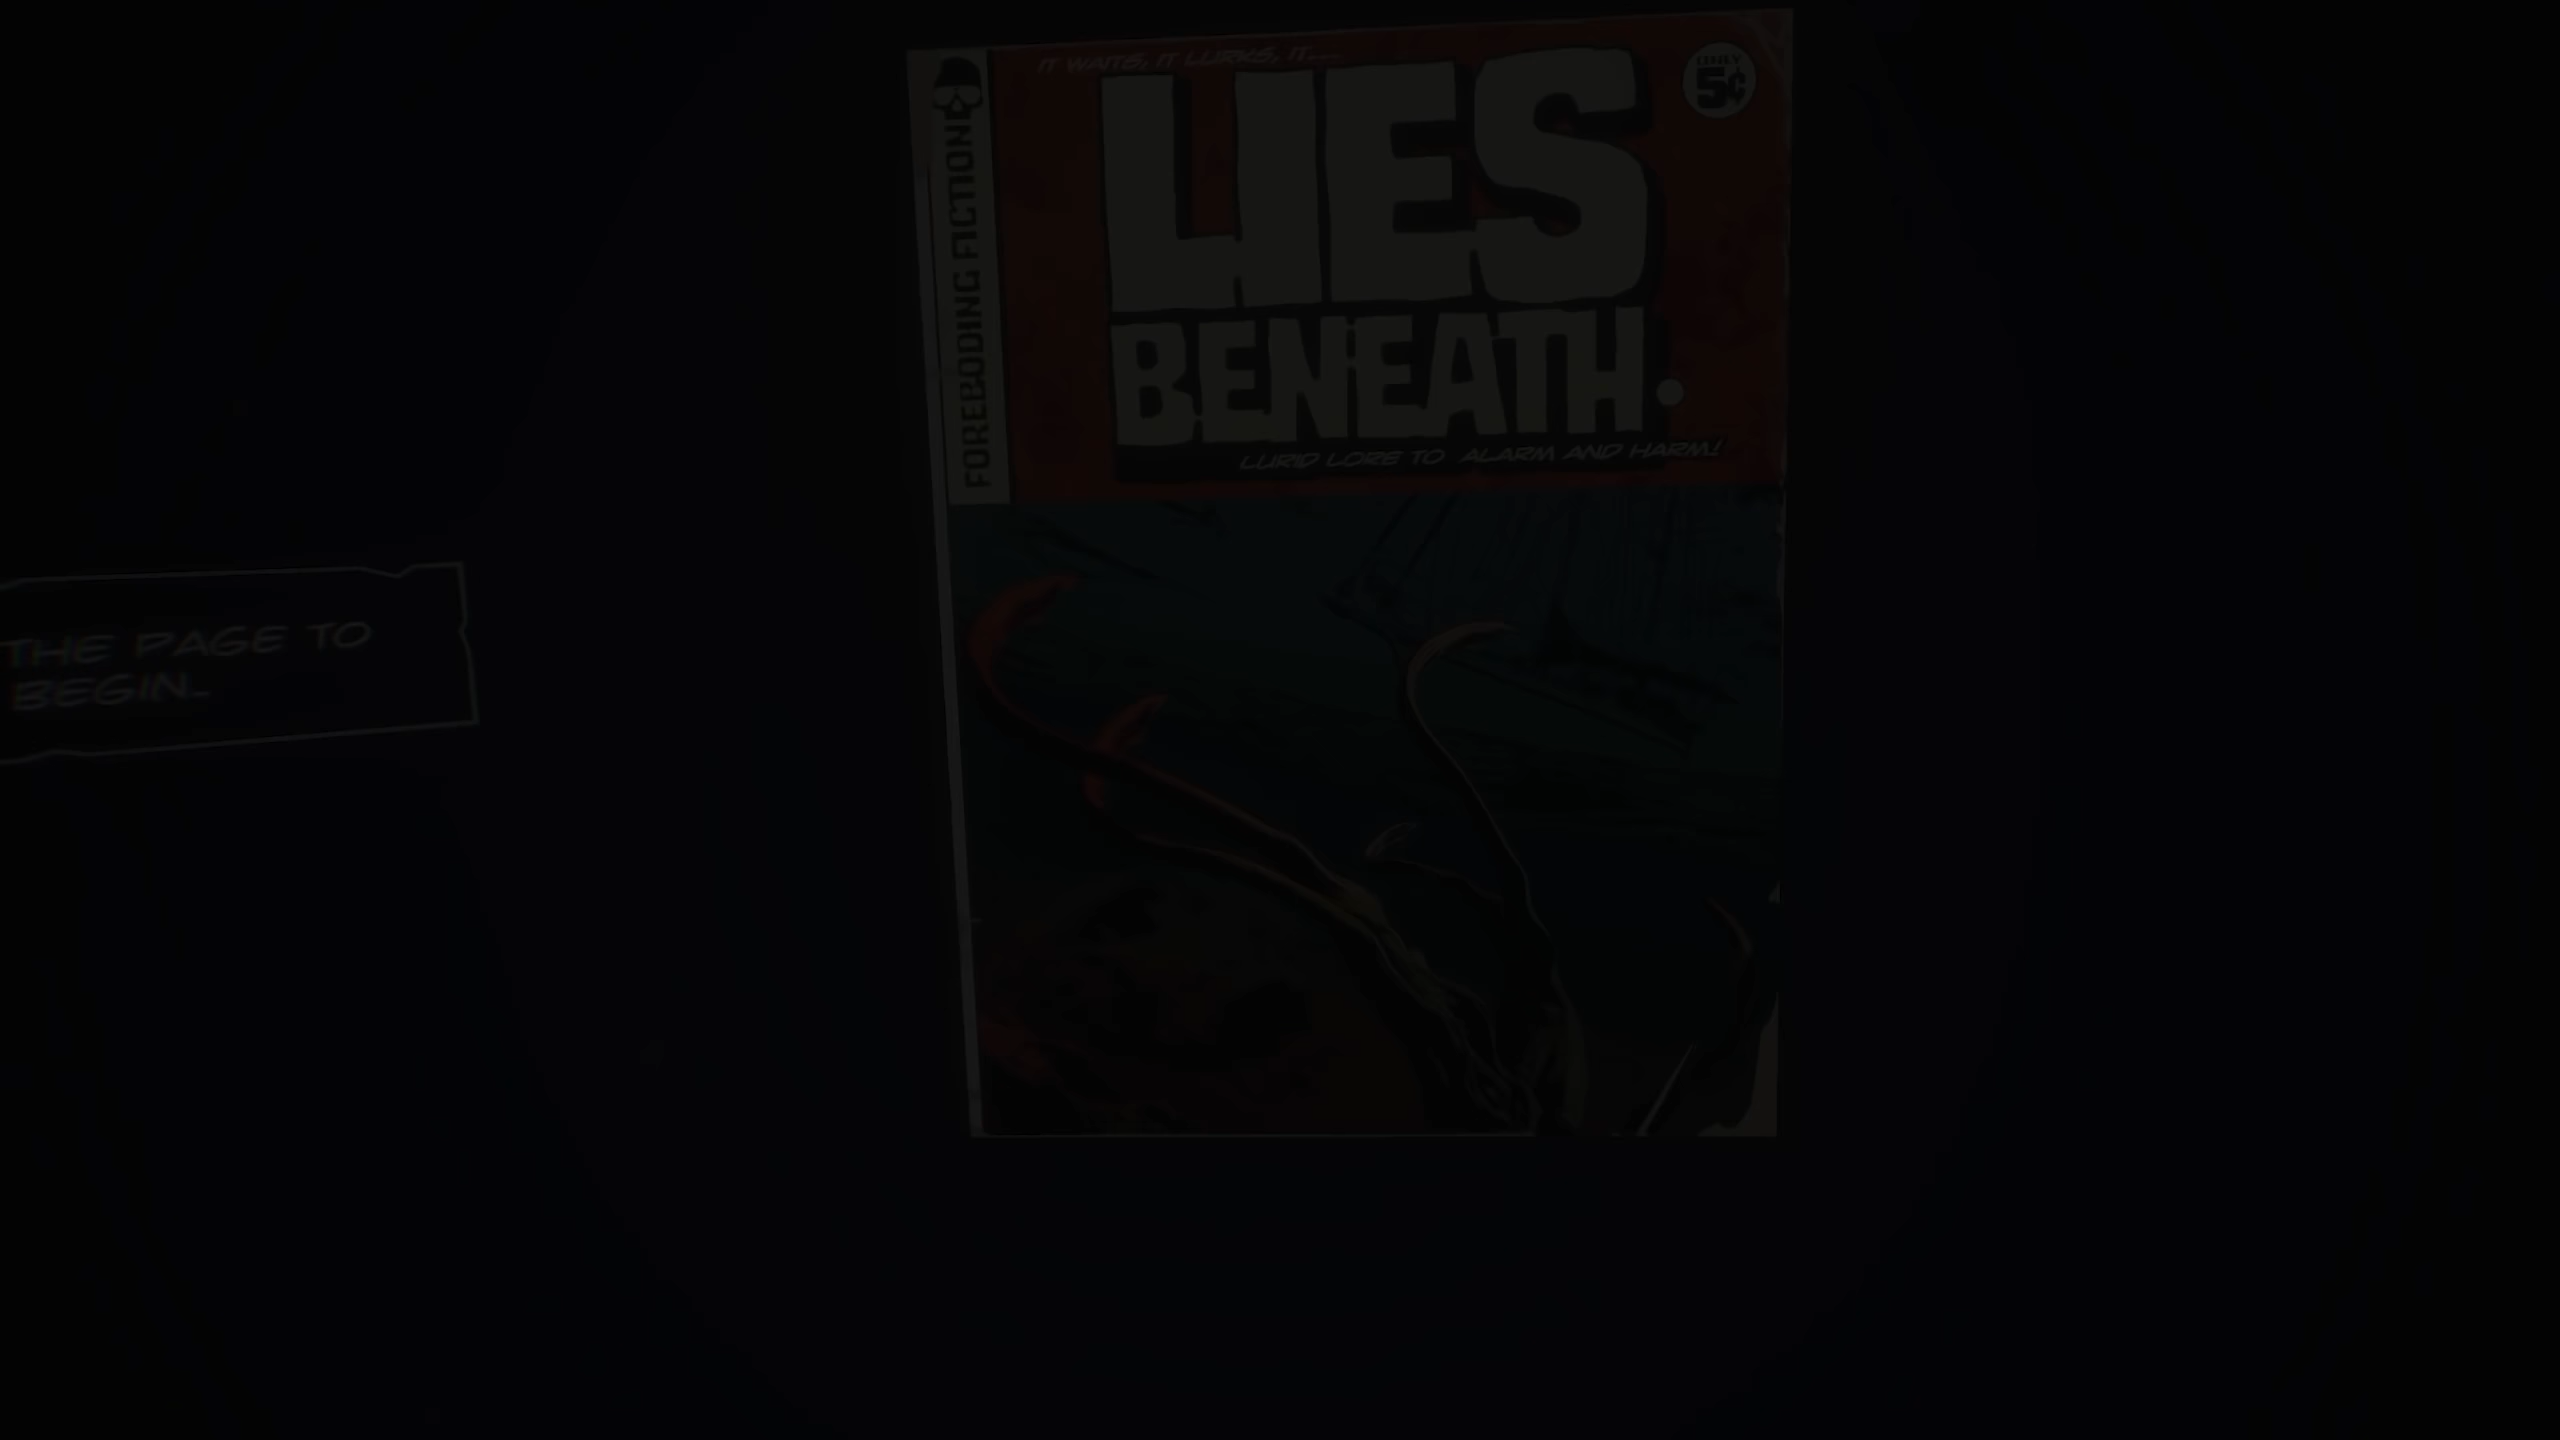 IT WAITS, IT LURKS, IT....
ONLY
5¢
LIES
BENEATH
LURID LORE TO ALARM AND HARM!
FOREBODING FICTION
THE PAGE TO
BEGIN...